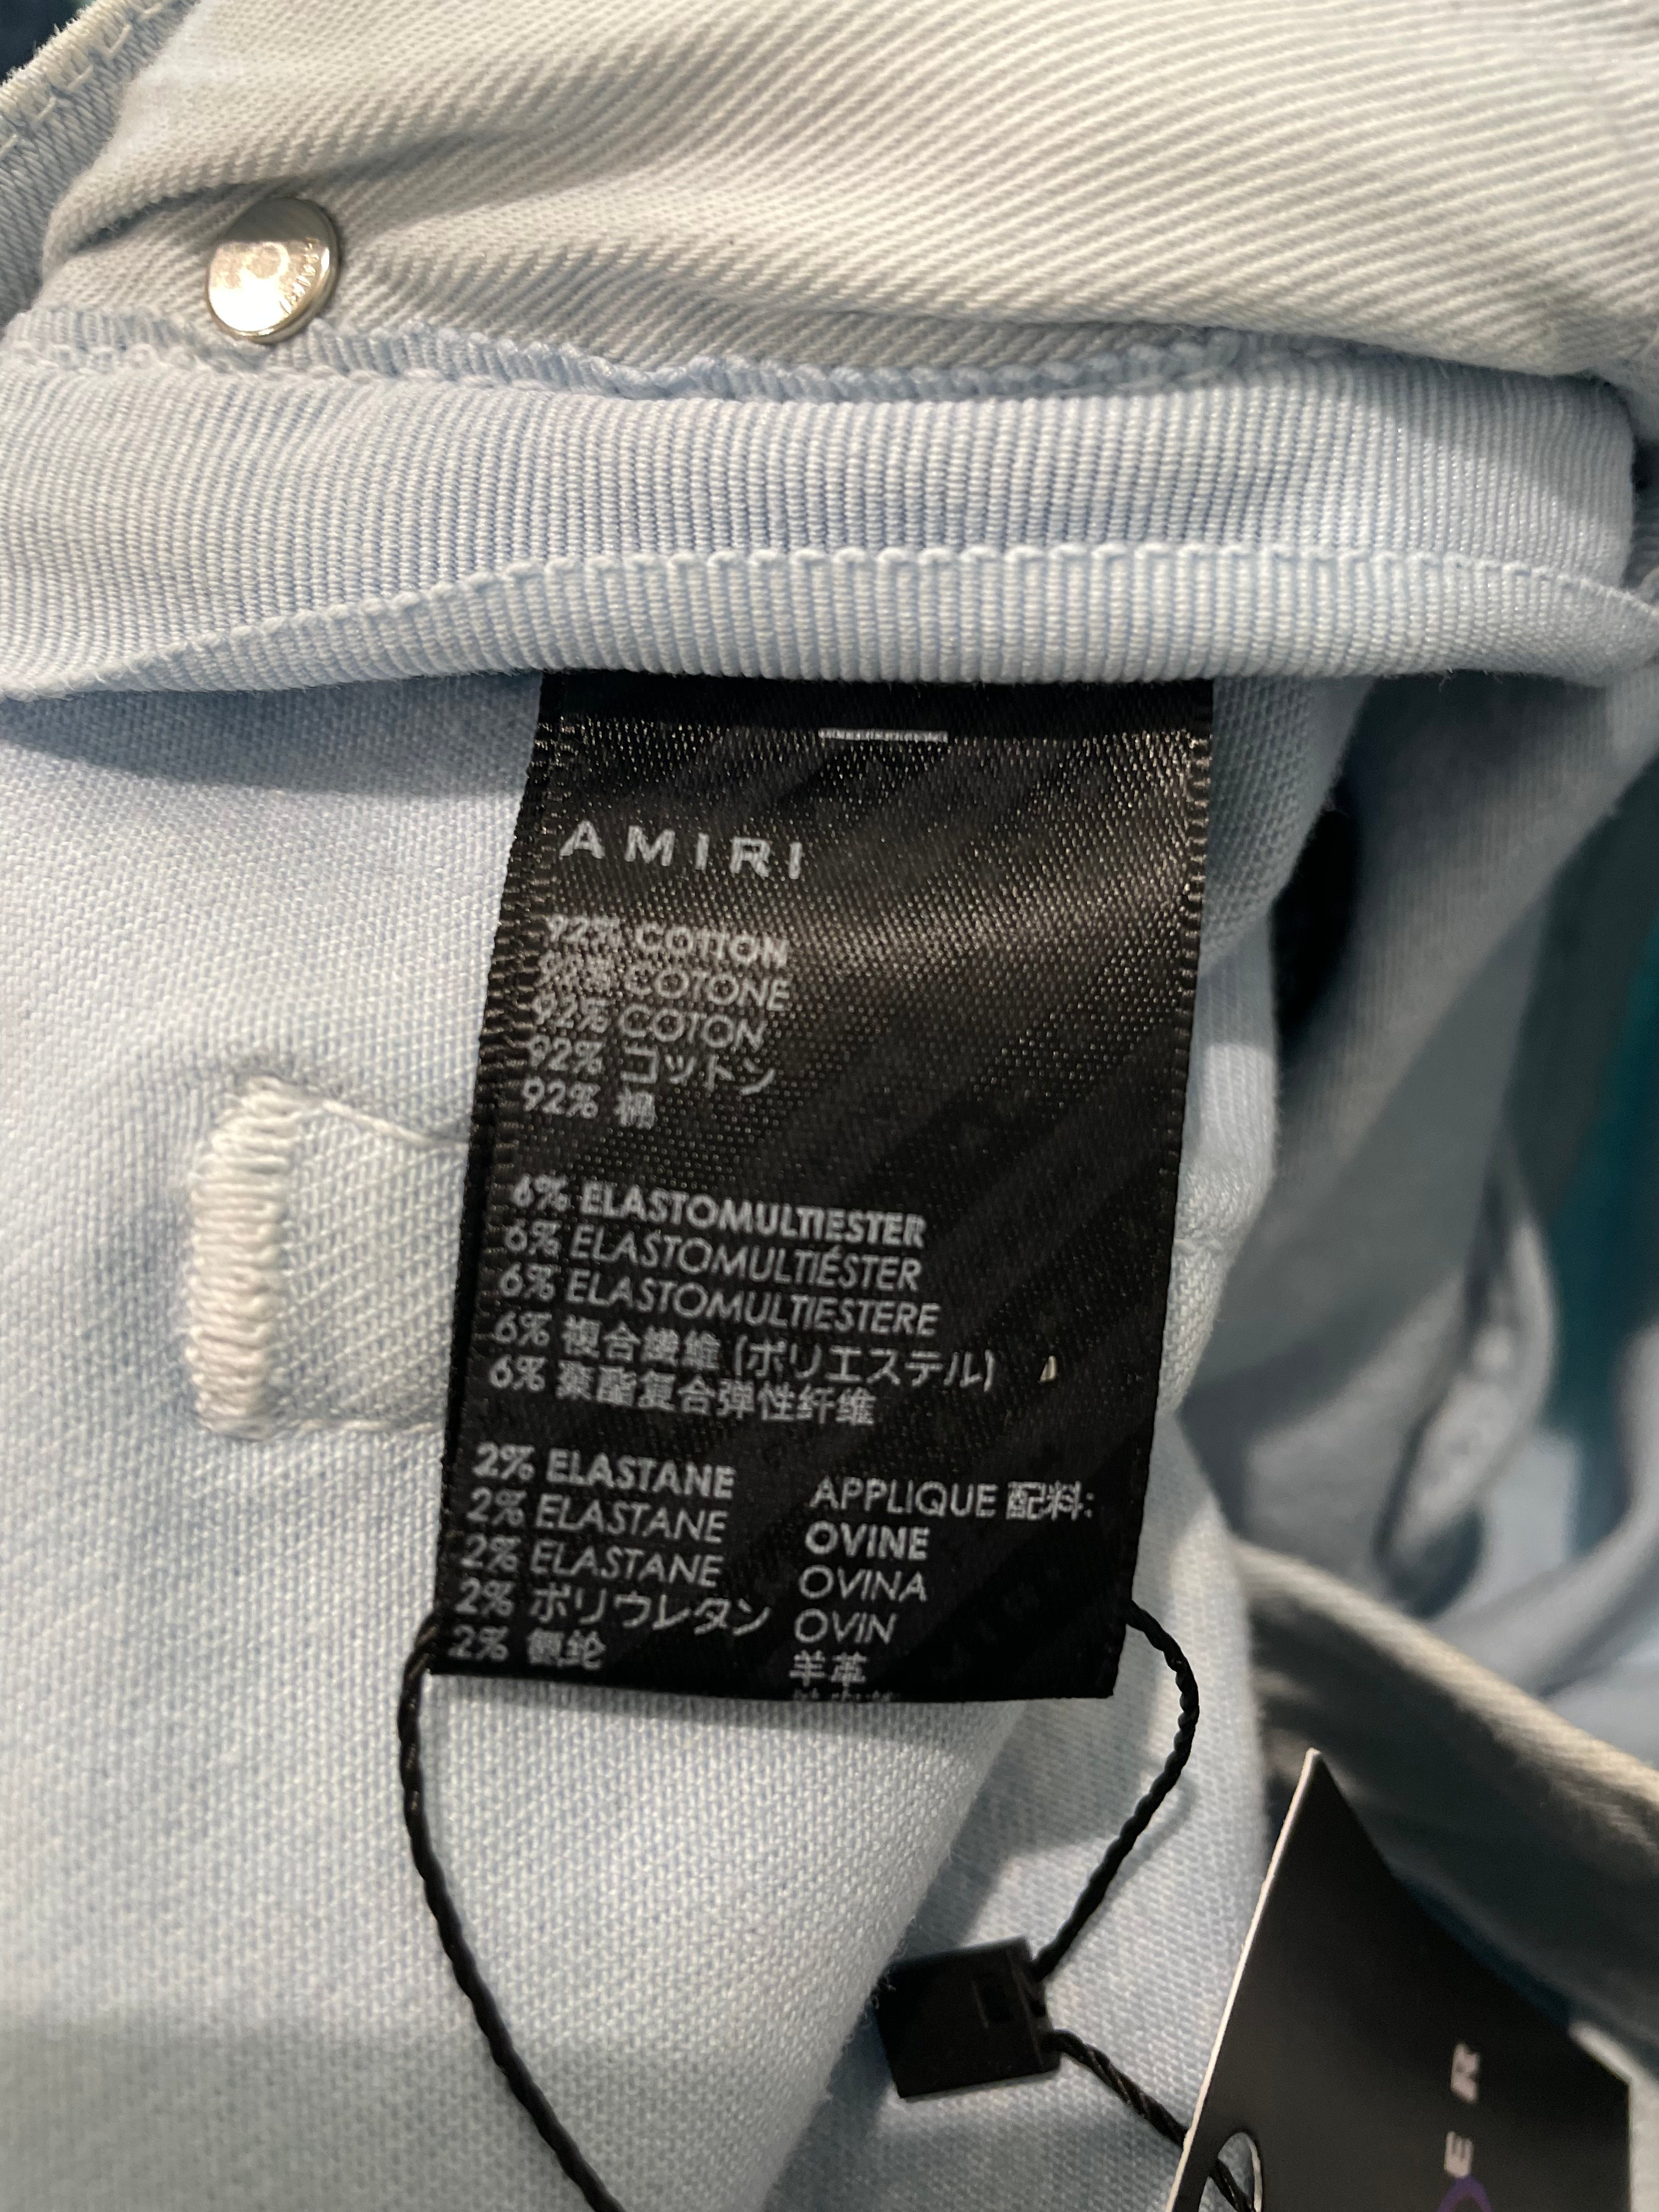 AMIRI
92% COTTON
92% COTONE
92% COTON
92% コットン
92% 棉
6% ELASTOMULTIESTER
6% ELASTOMULTIÉSTER
6% ELASTOMULTIESTERE
6% 複合繊維 (ポリエステル)
6% 聚酯复合弹性纤维
2% ELASTANE
2% ELASTANE
2% ELASTANE
2% ポリウレタン
2% 氨纶
APPLIQUE 配料:
OVINE
OVINA
OVIN
羊革
ER